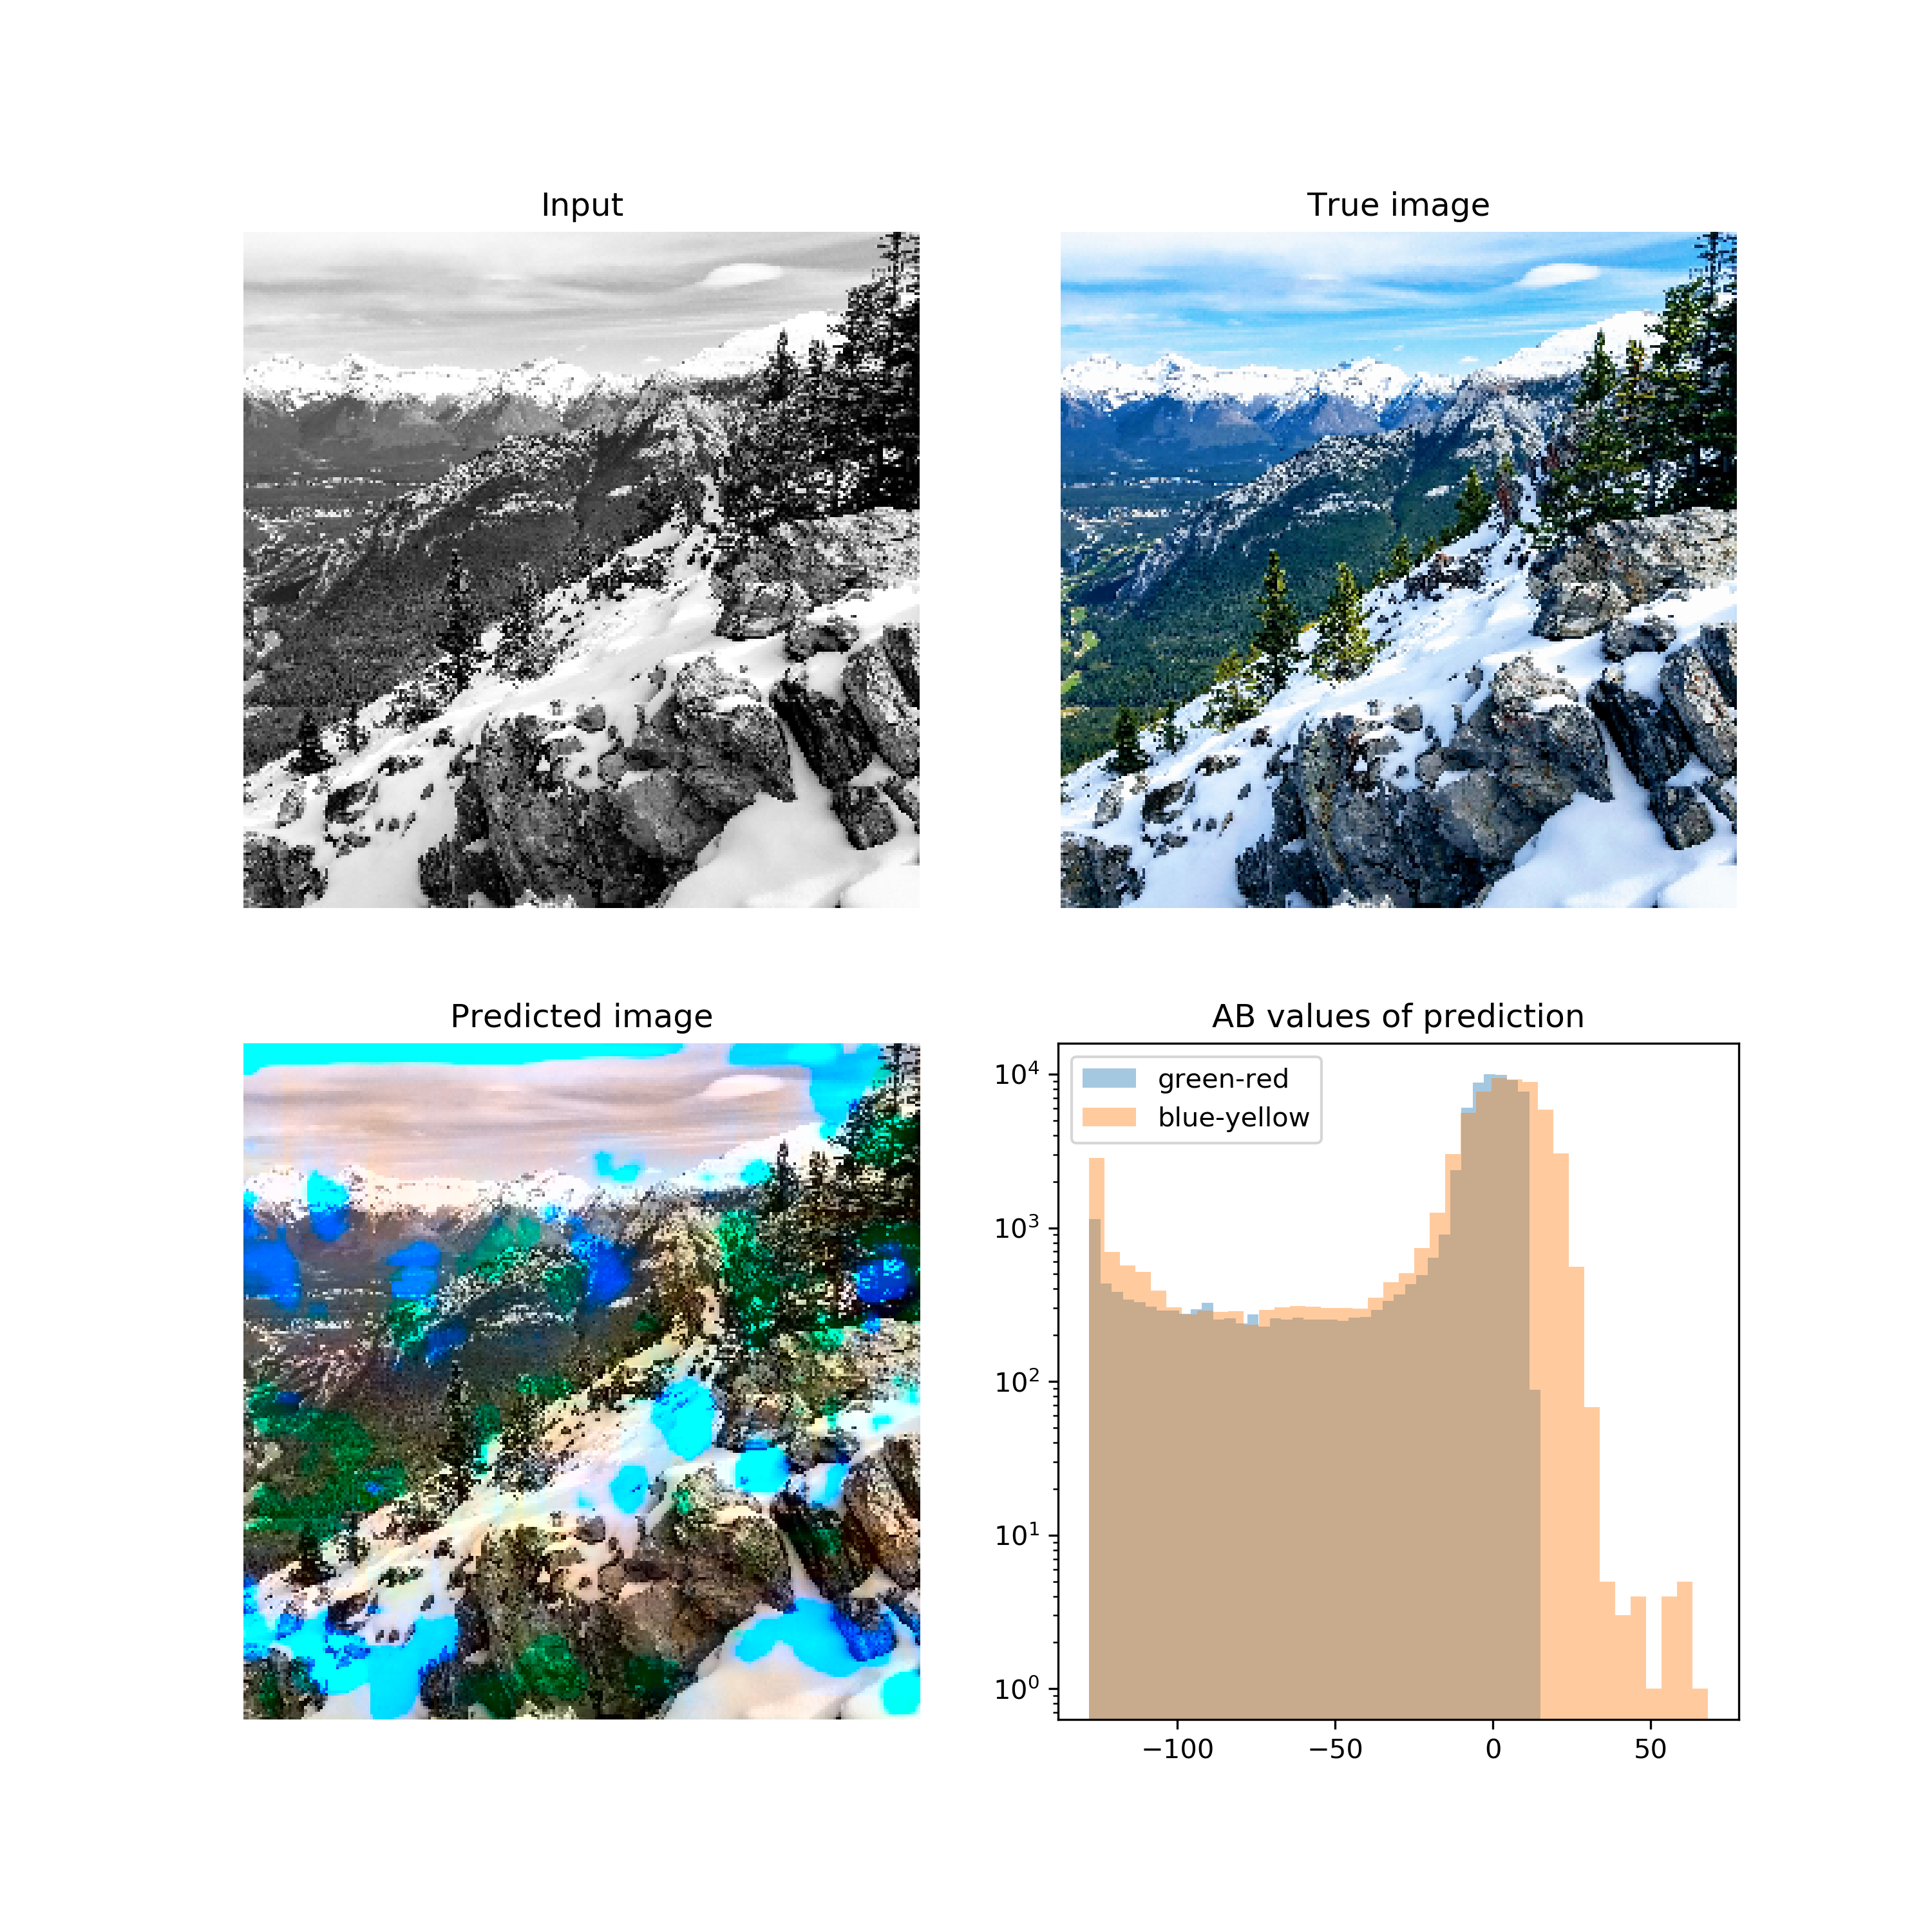 Input
True image
Predicted image
AB values of prediction
green-red
blue-yellow
10⁴
10³
10²
10¹
10⁰
−100
−50
0
50